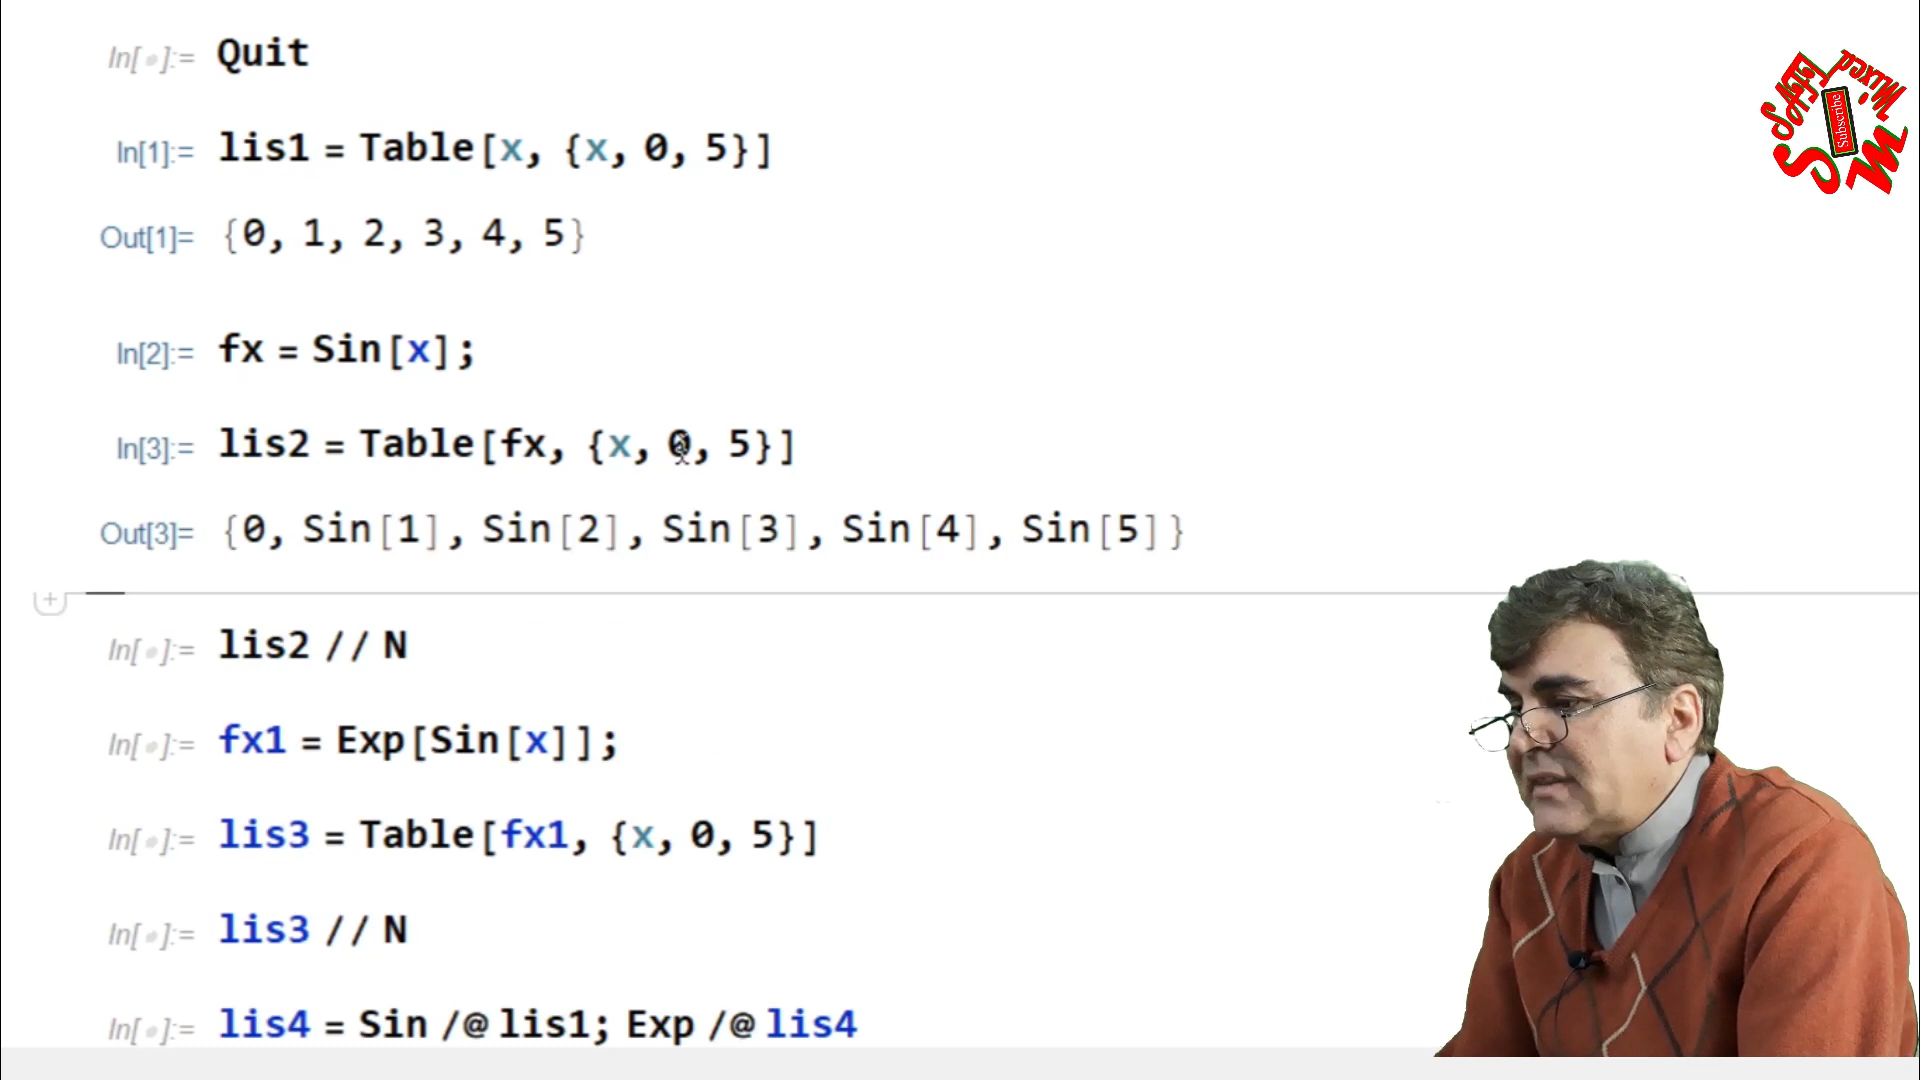 In[ ]:= Quit
In[1]:= lis1 = Table[x, {x, 0, 5}]
Out[1]= {0, 1, 2, 3, 4, 5}
In[2]:= fx = Sin[x];
In[3]:= lis2 = Table[fx, {x, 0, 5}]
Out[3]= {0, Sin[1], Sin[2], Sin[3], Sin[4], Sin[5]}
In[ ]:= lis2 // N
In[ ]:= fx1 = Exp[Sin[x]];
In[ ]:= lis3 = Table[fx1, {x, 0, 5}]
In[ ]:= lis3 // N
In[ ]:= lis4 = Sin /@ lis1; Exp /@ lis4
Subscribe